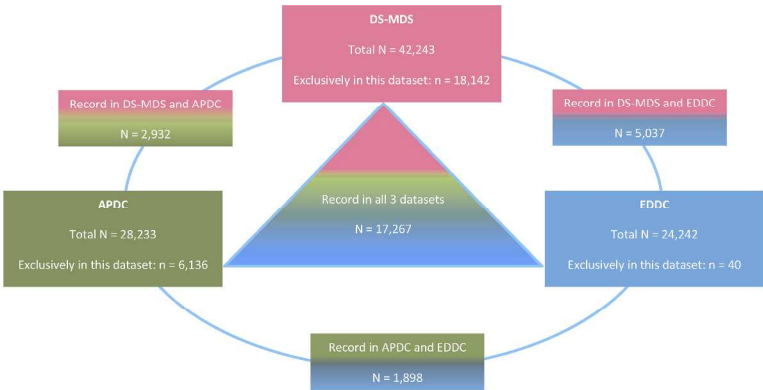 DS-MDS
Total N = 42,243
Exclusively in this dataset: n = 18,142
Record in DS-MDS and APDC
N = 2,932
Record in DS-MDS and EDDC
N = 5,037
Record in all 3 datasets
N = 17,267
APDC
Total N = 28,233
Exclusively in this dataset: n = 6,136
EDDC
Total N = 24,242
Exclusively in this dataset: n = 40
Record in APDC and EDDC
N = 1,898